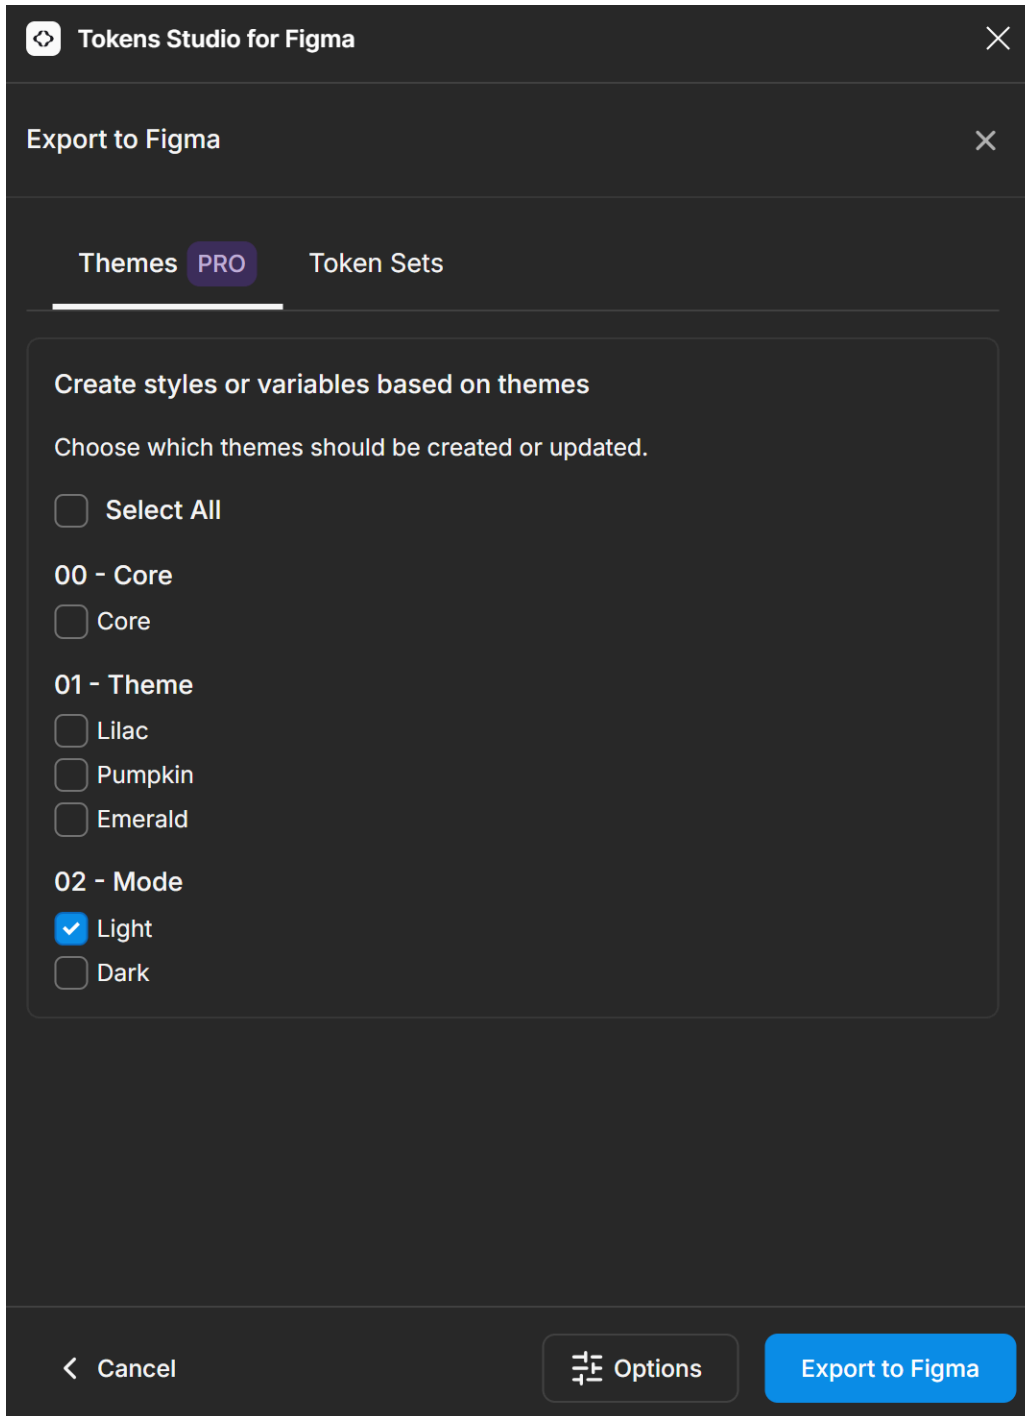 Tokens Studio for Figma
Export to Figma
Themes PRO Token Sets
Create styles or variables based on themes
Choose which themes should be created or updated.
Select All
00 - Core
Core
01 - Theme
Lilac
Pumpkin
Emerald
02 - Mode
Light
Dark
Cancel Options Export to Figma